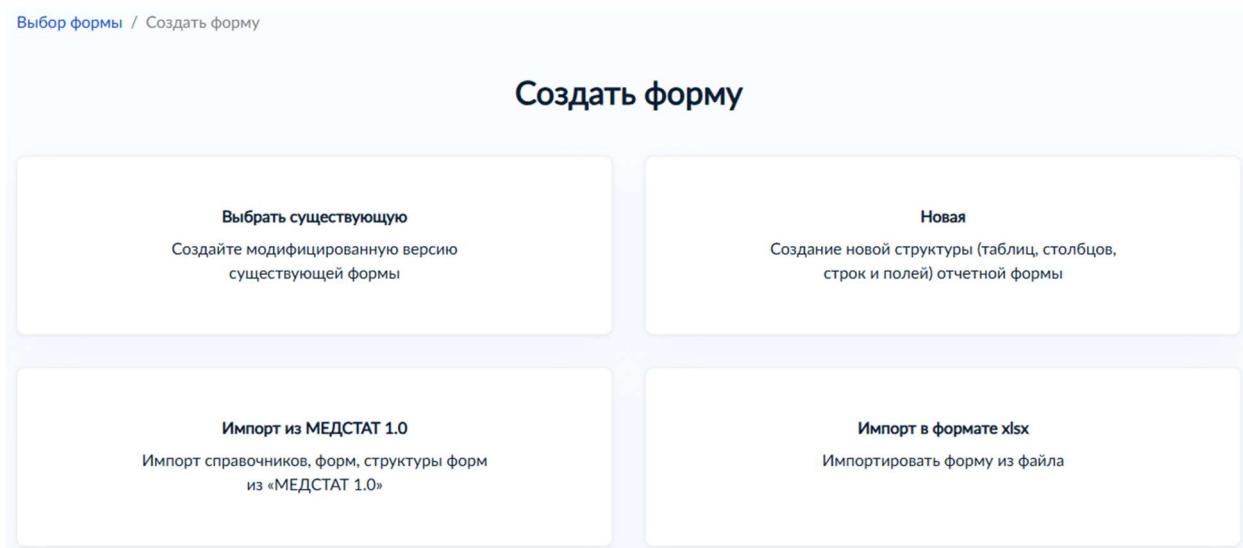 Выбор формы / Создать форму
Создать форму
Выбрать существующую
Создайте модифицированную версию
существующей формы
Новая
Создание новой структуры (таблиц, столбцов,
строк и полей) отчетной формы
Импорт из МЕДСТАТ 1.0
Импорт справочников, форм, структуры форм
из «МЕДСТАТ 1.0»
Импорт в формате xlsx
Импортировать форму из файла